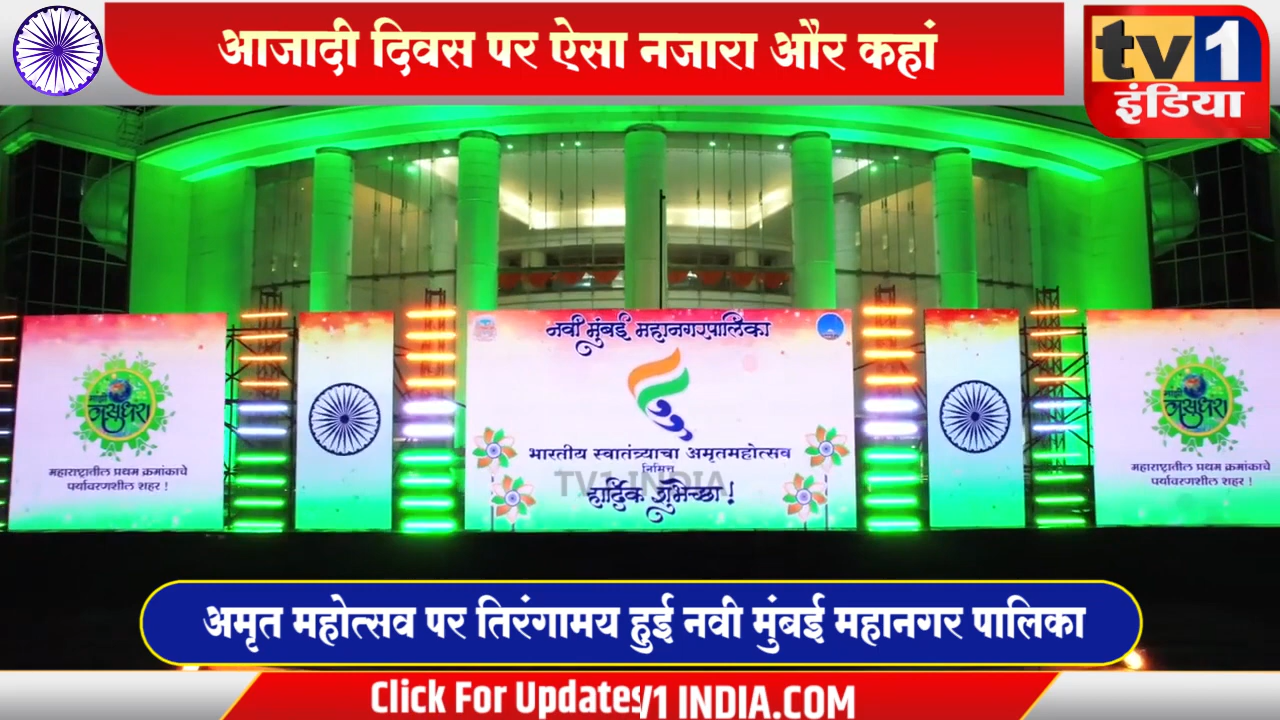 आजादी दिवस पर ऐसा नजारा और कहां
tv1
इंडिया
नवी मुंबई महानगरपालिका
माझी
वसुंधरा
महाराष्ट्रातील प्रथम क्रमांकाचे
पर्यावरणशील शहर !
भारतीय स्वातंत्र्याचा अमृतमहोत्सव
निमित्त
हार्दिक शुभेच्छा !
TV1 INDIA
माझी
वसुंधरा
महाराष्ट्रातील प्रथम क्रमांकाचे
पर्यावरणशील शहर !
अमृत महोत्सव पर तिरंगामय हुई नवी मुंबई महानगर पालिका
Click For Updates V1 INDIA.COM